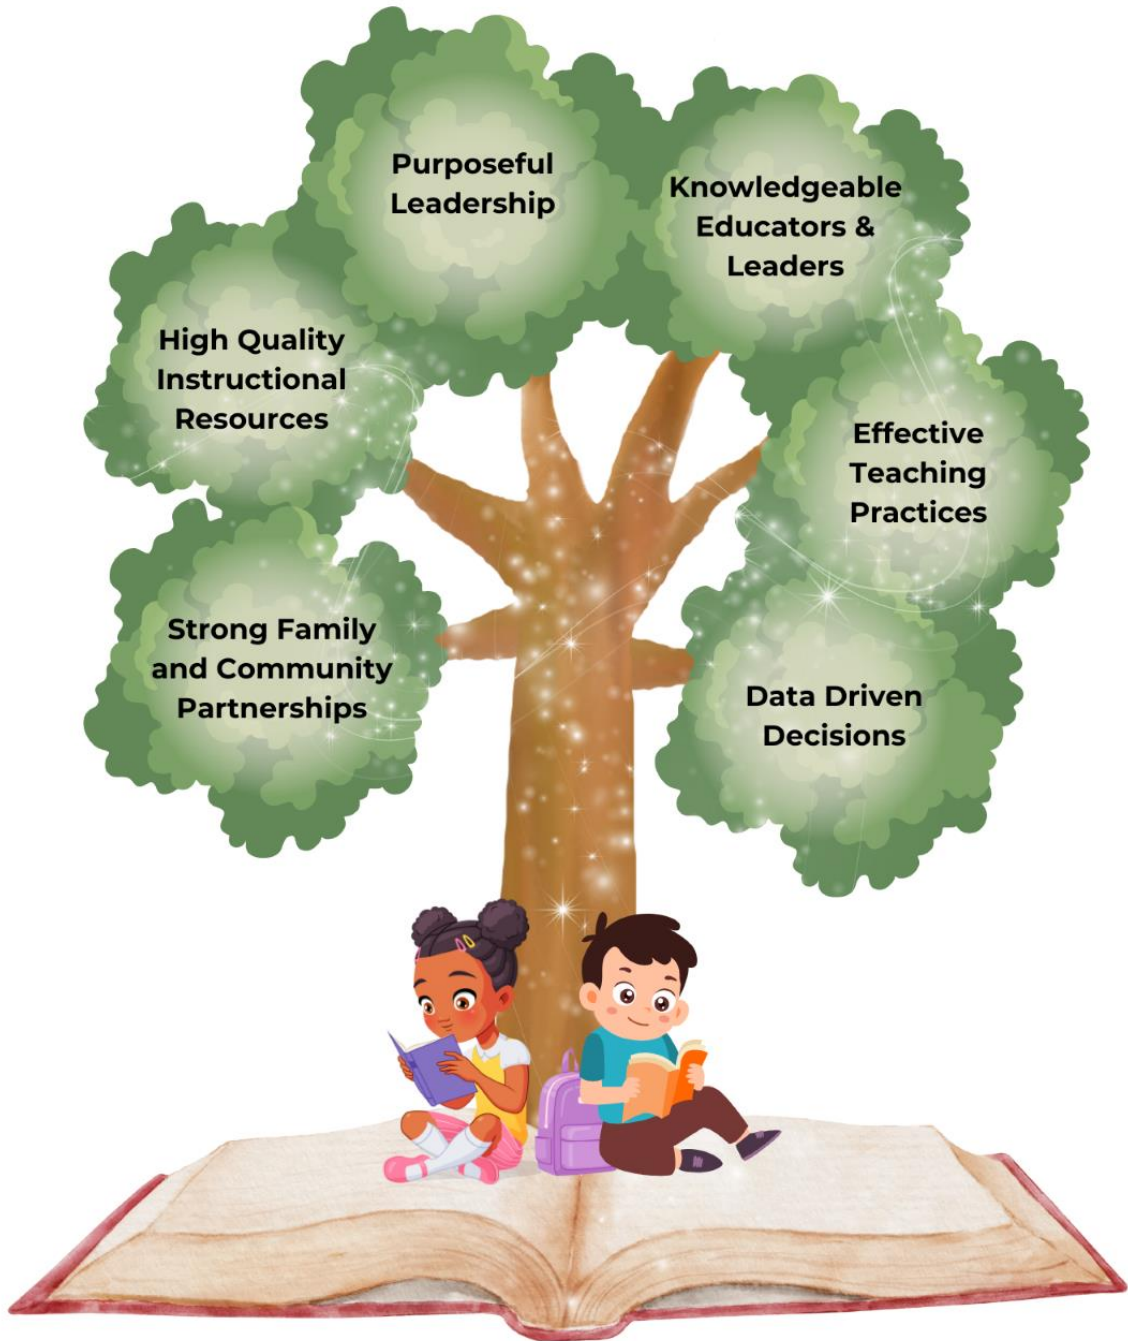 Purposeful
Leadership
Knowledgeable
Educators &
Leaders
High Quality
Instructional
Resources
Effective
Teaching
Practices
Strong Family
and Community
Partnerships
Data Driven
Decisions